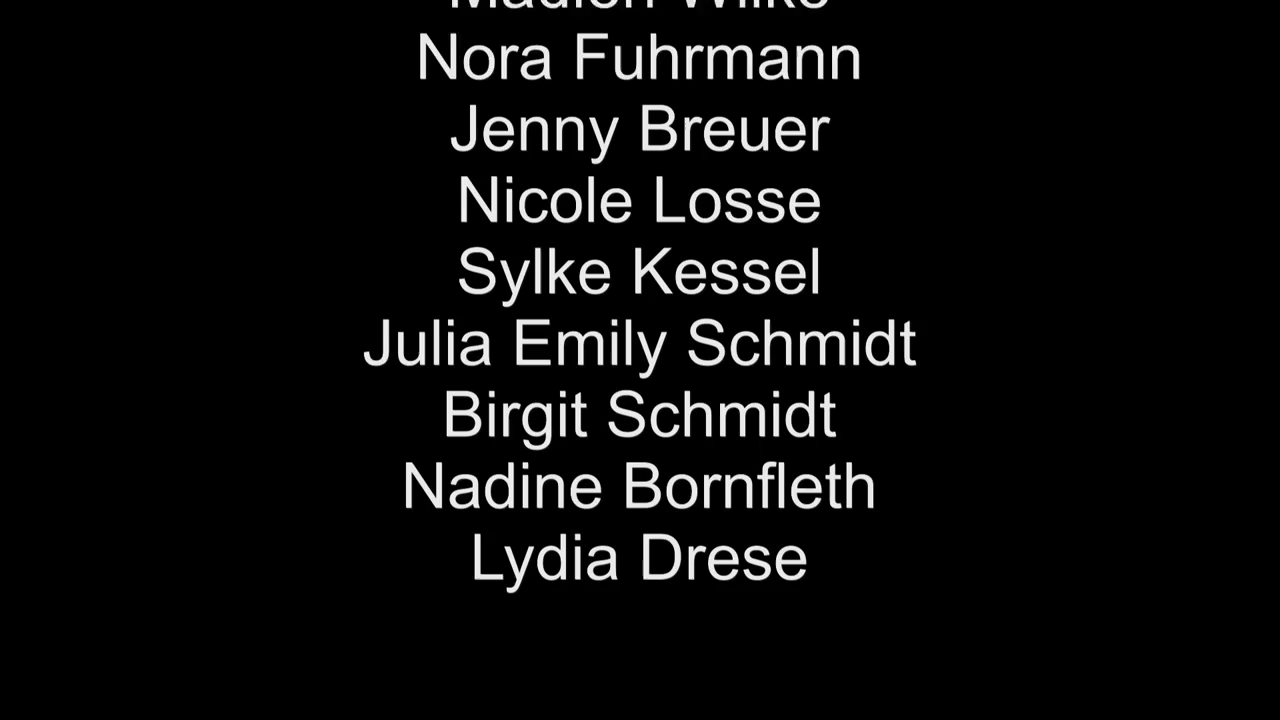 Nora Fuhrmann
Jenny Breuer
Nicole Losse
Sylke Kessel
Julia Emily Schmidt
Birgit Schmidt
Nadine Bornfleth
Lydia Drese